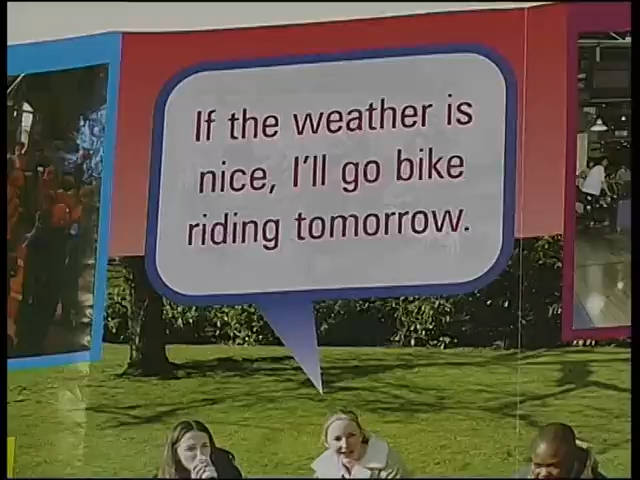 If the weather is
nice, I'll go bike
riding tomorrow.